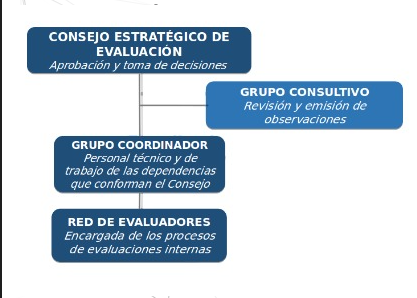 CONSEJO ESTRATÉGICO DE
EVALUACIÓN
Aprobación y toma de decisiones
GRUPO CONSULTIVO
Revisión y emisión de
observaciones
GRUPO COORDINADOR
Personal técnico y de
trabajo de las dependencias
que conforman el Consejo
RED DE EVALUADORES
Encargada de los procesos
de evaluaciones internas